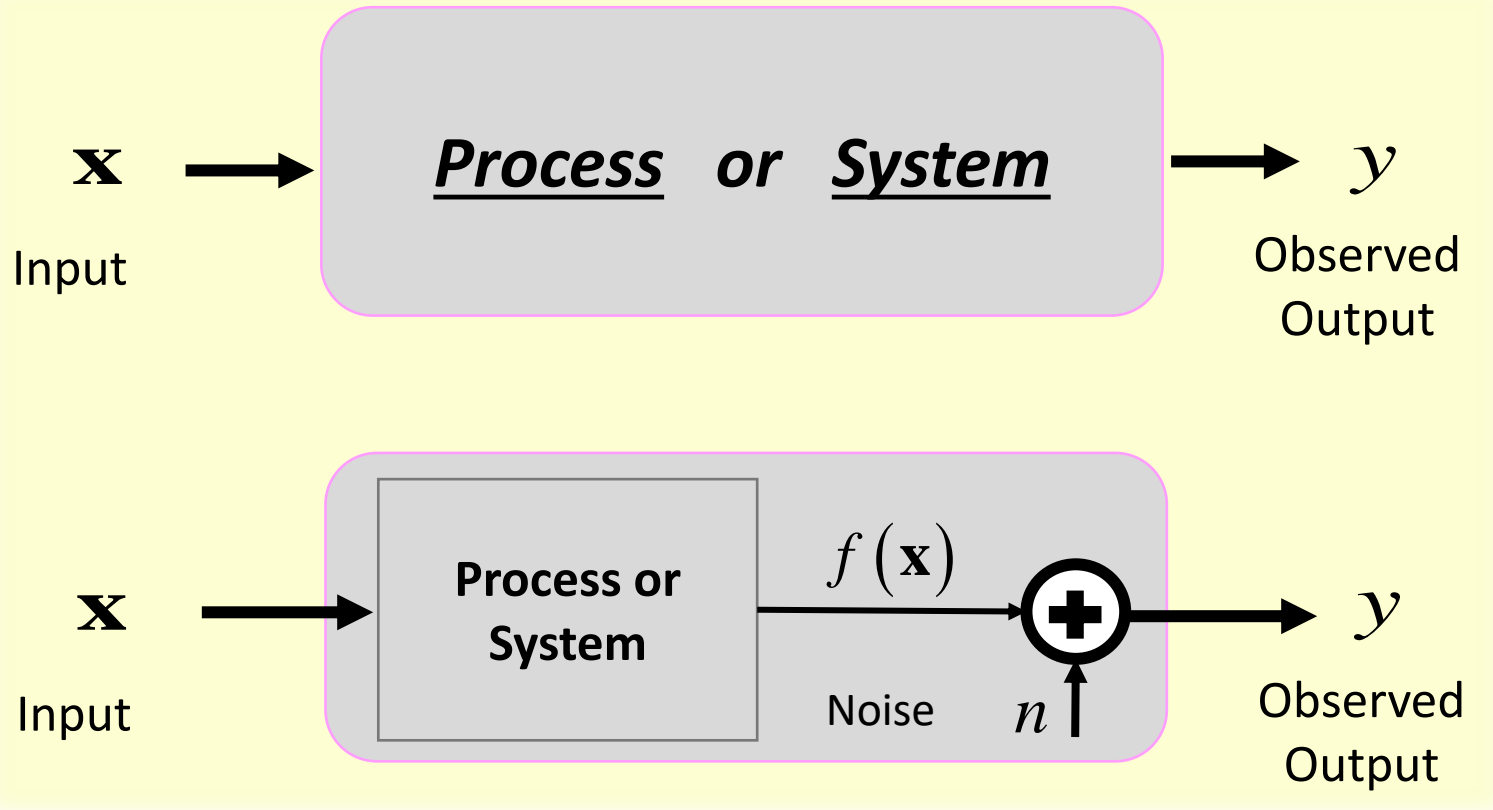 x
Process or System
y
Input
Observed
Output
f (x)
Process or
System
x
y
Input
Noise
n
Observed
Output